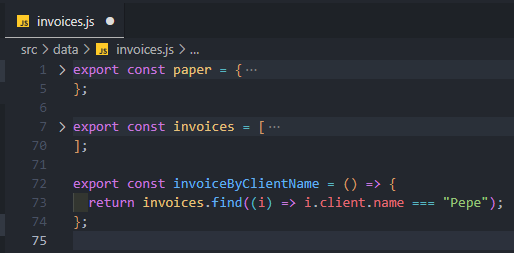 JS invoices.js
src > data > JS invoices.js > ...
1 > export const paper = { ...
5 };
6
7 > export const invoices = [ ...
70 ];
71
72 export const invoiceByClientName = () => {
73 return invoices.find((i) => i.client.name === "Pepe");
74 };
75